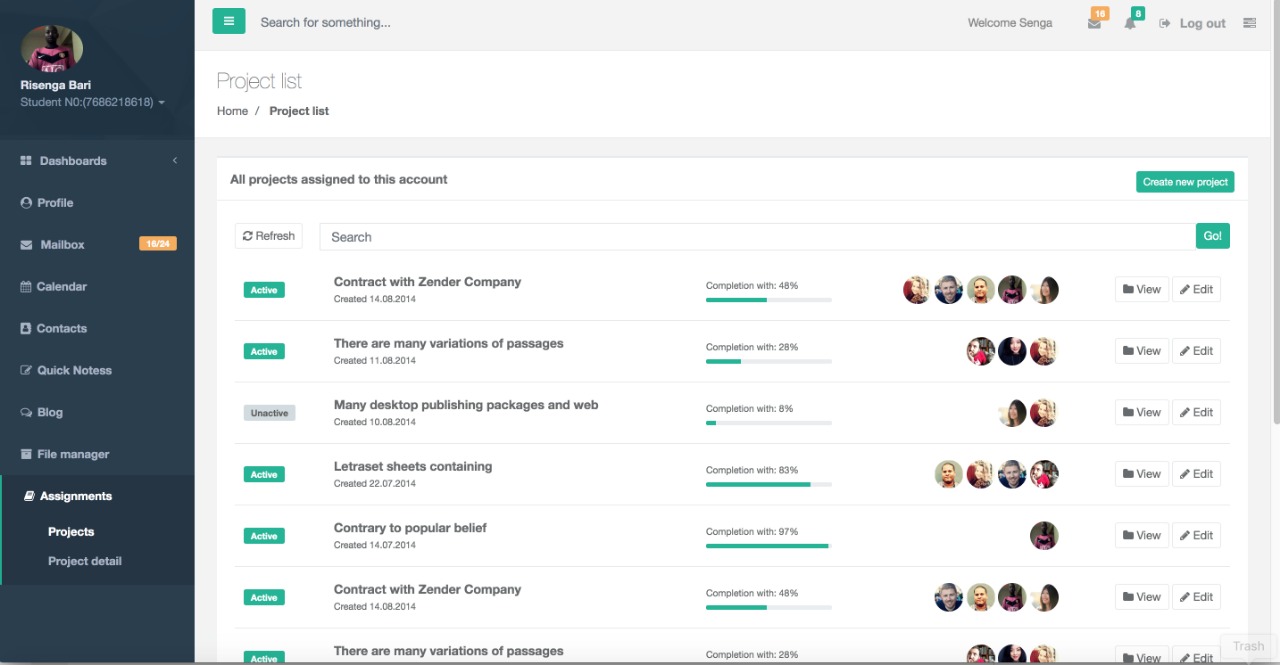 Risenga Bari
Student N0:(7686218618)
Dashboards
Profile
Mailbox 16/24
Calendar
Contacts
Quick Notess
Blog
File manager
Assignments
Projects
Project detail
Search for something... Welcome Senga 16 8 Log out
Project list
Home / Project list
All projects assigned to this account Create new project
Refresh Search Go!
Active Contract with Zender Company Completion with: 48% View Edit
Created 14.08.2014
Active There are many variations of passages Completion with: 28% View Edit
Created 11.08.2014
Unactive Many desktop publishing packages and web Completion with: 8% View Edit
Created 10.08.2014
Active Letraset sheets containing Completion with: 83% View Edit
Created 22.07.2014
Active Contrary to popular belief Completion with: 97% View Edit
Created 14.07.2014
Active Contract with Zender Company Completion with: 48% View Edit
Created 14.08.2014
Active There are many variations of passages Completion with: 28% View Edit
Trash